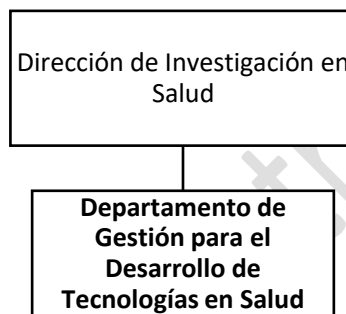 Dirección de Investigación en
Salud
Departamento de
Gestión para el
Desarrollo de
Tecnologías en Salud